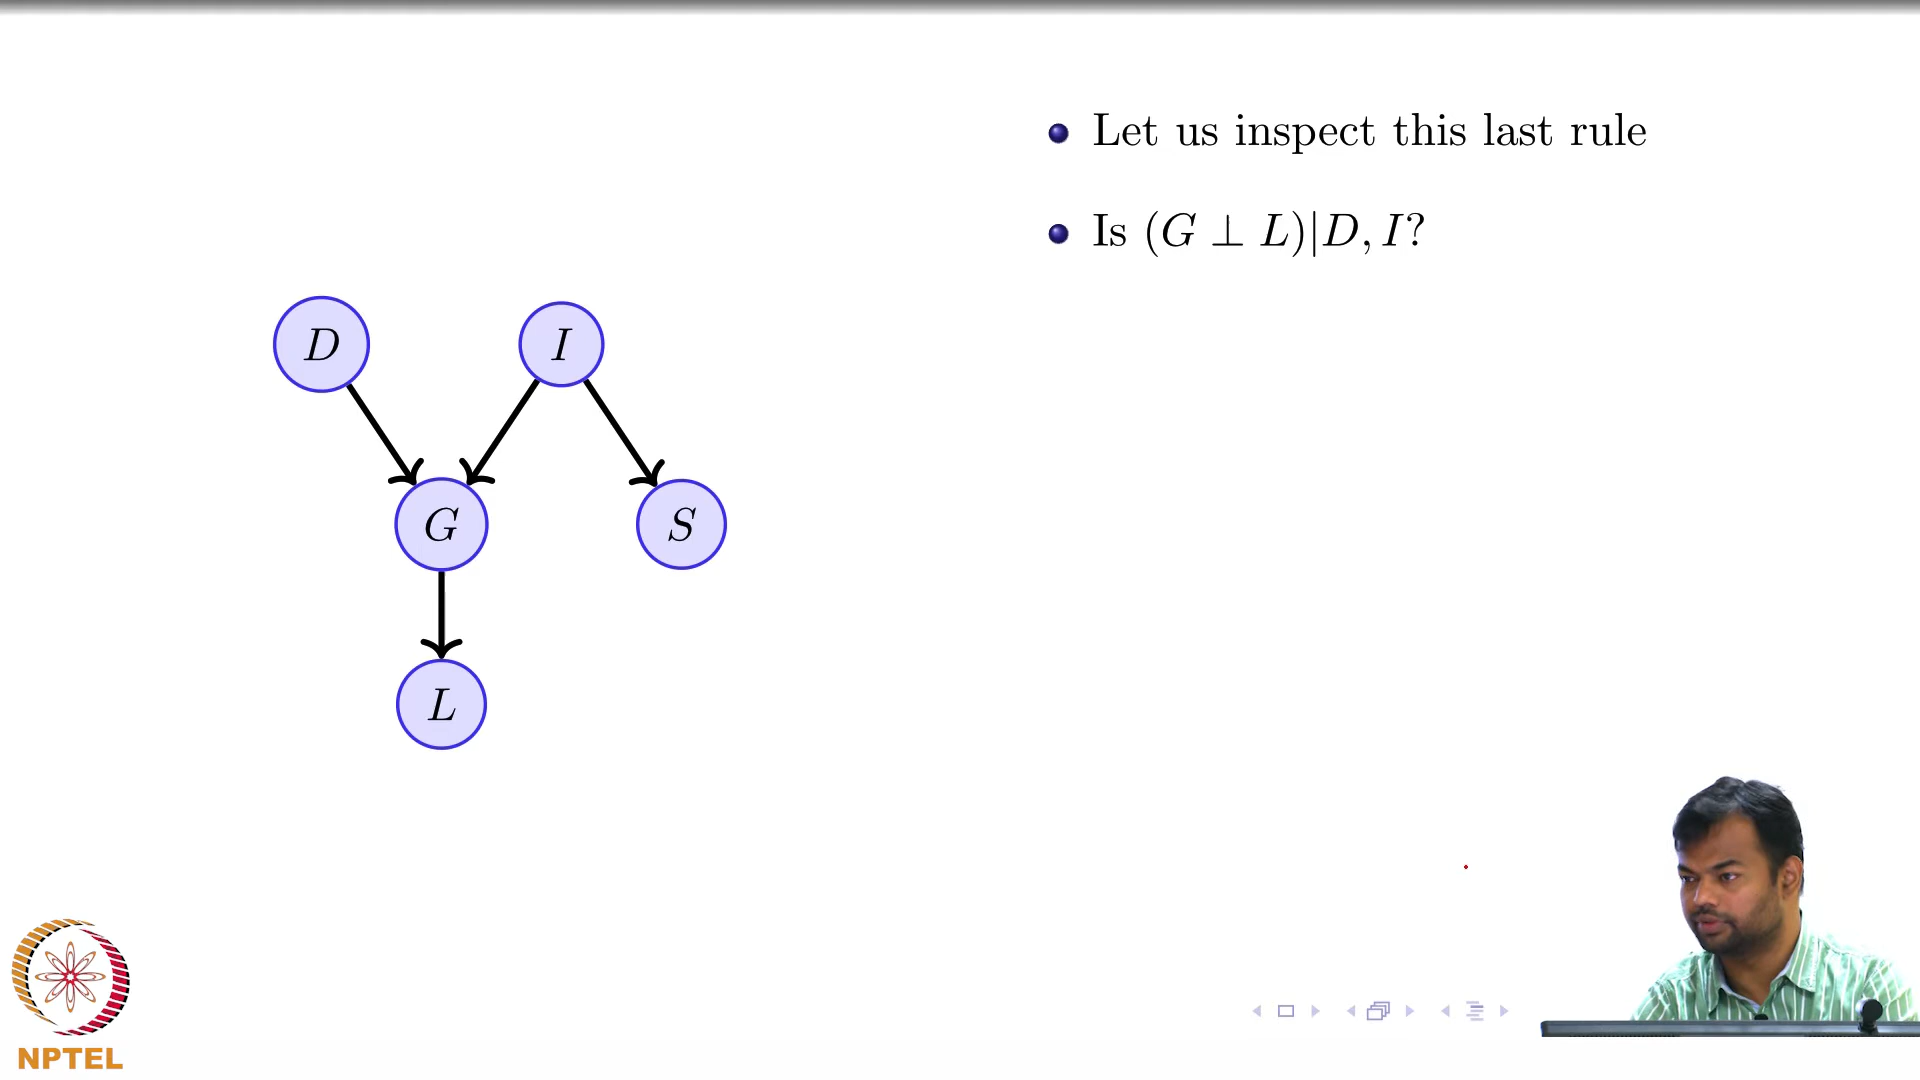 Let us inspect this last rule
Is (G ⊥ L)|D, I?
D
I
G
S
L
NPTEL